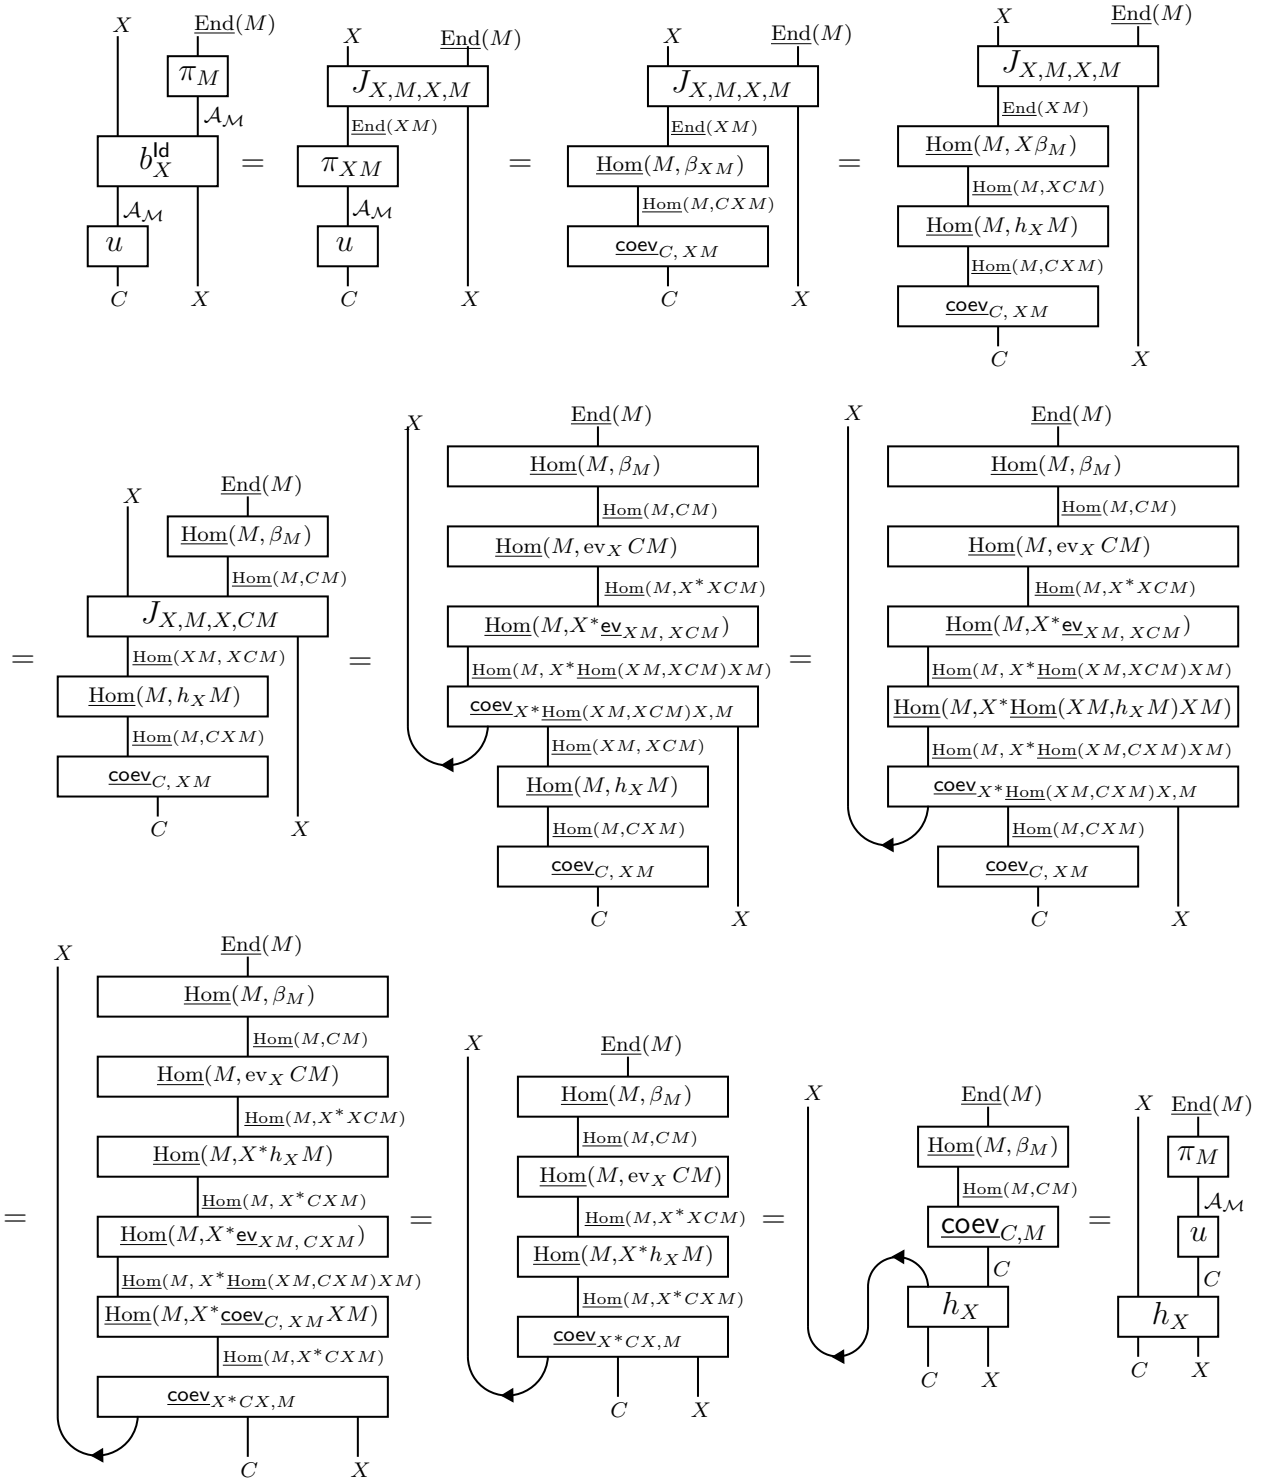 X End(M) = X End(M) = X End(M) = X End(M)
π_M J_{X,M,X,M} J_{X,M,X,M} J_{X,M,X,M}
A_M End(XM) End(XM) End(XM)
b_X^{Id} π_{XM} Hom(M, β_{XM}) Hom(M, Xβ_M)
A_M A_M Hom(M,CXM) Hom(M,XCM)
u u coev_{C, XM} Hom(M, h_X M)
C X C X C X Hom(M,CXM)
coev_{C, XM}
C X
X End(M) X End(M) X End(M)
Hom(M, β_M) Hom(M, β_M) Hom(M, β_M)
Hom(M,CM) Hom(M,CM) Hom(M,CM)
J_{X,M,X,CM} Hom(M, ev_X CM) Hom(M, ev_X CM)
= Hom(XM, XCM) = Hom(M,X*XCM) = Hom(M,X*XCM)
Hom(M, h_X M) Hom(M,X*ev_{XM, XCM}) Hom(M,X*ev_{XM, XCM})
Hom(M,CXM) Hom(M, X*Hom(XM,XCM)XM) Hom(M, X*Hom(XM,XCM)XM)
coev_{C, XM} coev_{X*Hom(XM,XCM)X,M} Hom(M,X*Hom(XM,h_X M)XM)
C X Hom(XM, XCM) Hom(M, X*Hom(XM,CXM)XM)
Hom(M, h_X M) coev_{X*Hom(XM,CXM)X,M}
Hom(M,CXM) Hom(M,CXM)
coev_{C, XM} coev_{C, XM}
C X C X
X End(M) X End(M) X End(M) X End(M)
Hom(M, β_M) Hom(M, β_M) Hom(M, β_M) π_M
Hom(M,CM) Hom(M,CM) Hom(M,CM) A_M
Hom(M, ev_X CM) Hom(M, ev_X CM) coev_{C,M} u
= Hom(M,X*XCM) = Hom(M,X*XCM) = C = C
Hom(M,X*h_X M) Hom(M,X*h_X M) h_X h_X
Hom(M, X*CXM) Hom(M,X*CXM) C X C X
Hom(M,X*ev_{XM, CXM}) coev_{X*CX,M}
Hom(M, X*Hom(XM,CXM)XM) C X
Hom(M,X*coev_{C, XM}XM)
Hom(M,X*CXM)
coev_{X*CX,M}
C X